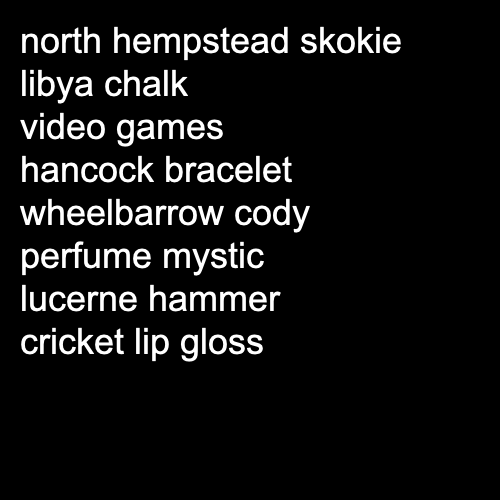 north hempstead skokie
libya chalk
video games
hancock bracelet
wheelbarrow cody
perfume mystic
lucerne hammer
cricket lip gloss